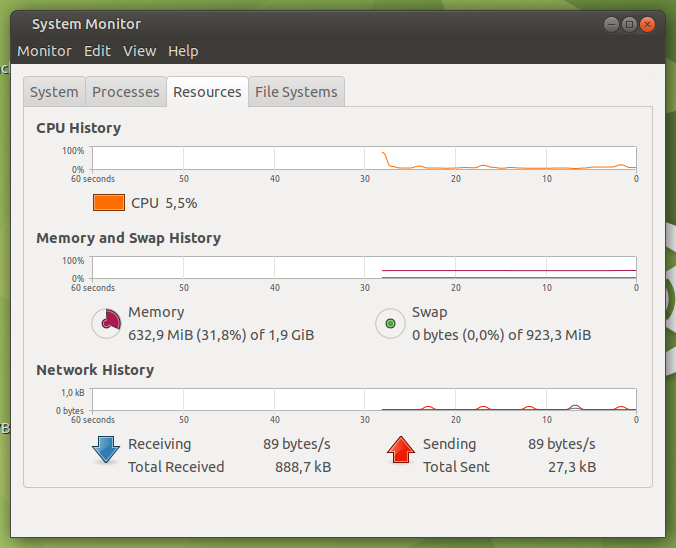 System Monitor
Monitor Edit View Help
System Processes Resources File Systems
CPU History
100%
0%
60 seconds 50 40 30 20 10 0
CPU 5,5%
Memory and Swap History
100%
0%
60 seconds 50 40 30 20 10 0
Memory Swap
632,9 MiB (31,8%) of 1,9 GiB 0 bytes (0,0%) of 923,3 MiB
Network History
1,0 kB
0 bytes
60 seconds 50 40 30 20 10 0
Receiving 89 bytes/s Sending 89 bytes/s
Total Received 888,7 kB Total Sent 27,3 kB